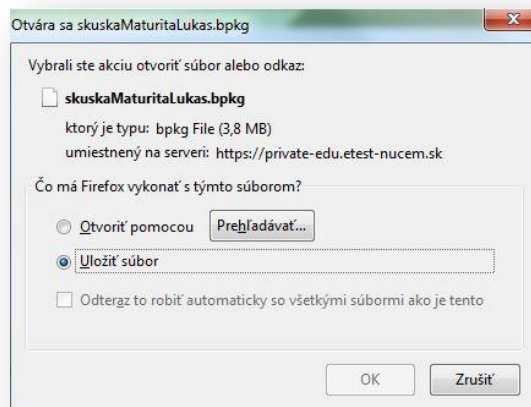 Otvára sa skuskaMaturitaLukas.bpkg
Vybrali ste akciu otvoriť súbor alebo odkaz:
skuskaMaturitaLukas.bpkg
ktorý je typu: bpkg File (3,8 MB)
umiestnený na serveri: https://private-edu.etest-nucem.sk
Čo má Firefox vykonať s týmto súborom?
Otvoriť pomocou Prehľadávať...
Uložiť súbor
Odteraz to robiť automaticky so všetkými súbormi ako je tento
OK Zrušiť